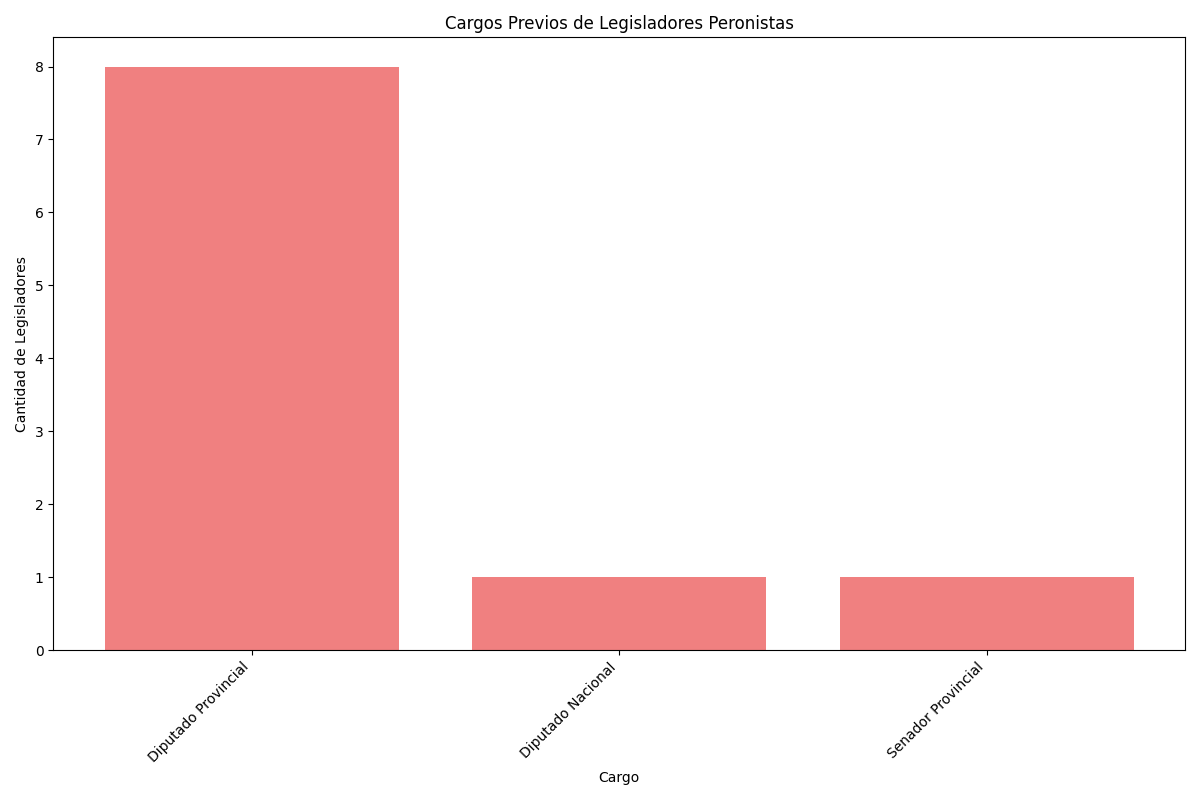 Cargos Previos de Legisladores Peronistas
Cantidad de Legisladores
8
7
6
5
4
3
2
1
0
Diputado Provincial
Diputado Nacional
Senador Provincial
Cargo